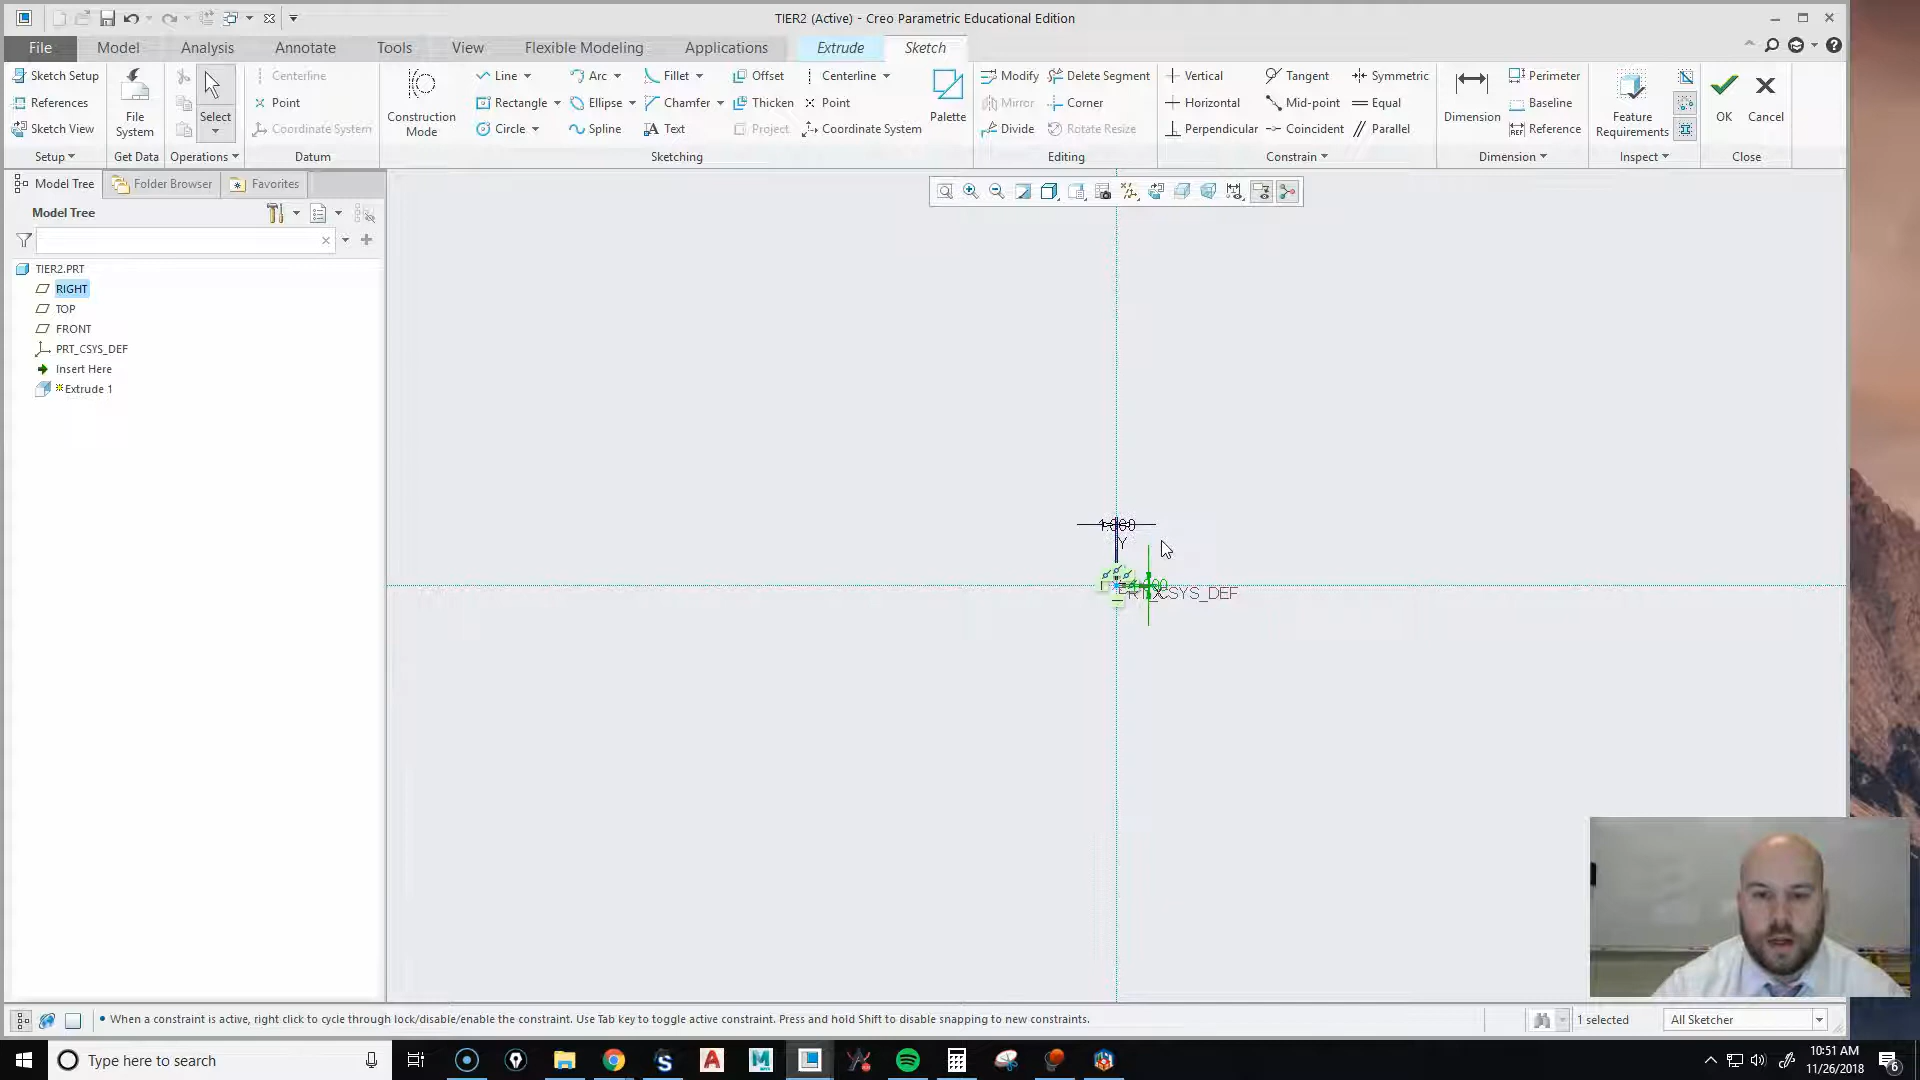 TIER2 (Active) - Creo Parametric Educational Edition
File Model Analysis Annotate Tools View Flexible Modeling Applications Extrude Sketch
Sketch Setup
References
Sketch View
Setup
File System
Get Data
Select
Operations
Centerline
Point
Coordinate System
Datum
Construction Mode
Line Arc Fillet Offset Centerline
Rectangle Ellipse Chamfer Thicken Point
Circle Spline Text Project Coordinate System
Palette
Sketching
Modify Delete Segment
Mirror Corner
Divide Rotate Resize
Editing
Vertical Tangent Symmetric
Horizontal Mid-point Equal
Perpendicular Coincident Parallel
Constrain
Dimension
Perimeter
Baseline
Reference
Dimension
Feature Requirements
Inspect
OK Cancel
Close
Model Tree Folder Browser Favorites
Model Tree
TIER2.PRT
RIGHT
TOP
FRONT
PRT_CSYS_DEF
Insert Here
Extrude 1
Y
PRT_CSYS_DEF
• When a constraint is active, right click to cycle through lock/disable/enable the constraint. Use Tab key to toggle active constraint. Press and hold Shift to disable snapping to new constraints.
1 selected
All Sketcher
Type here to search
10:51 AM
11/26/2018
6